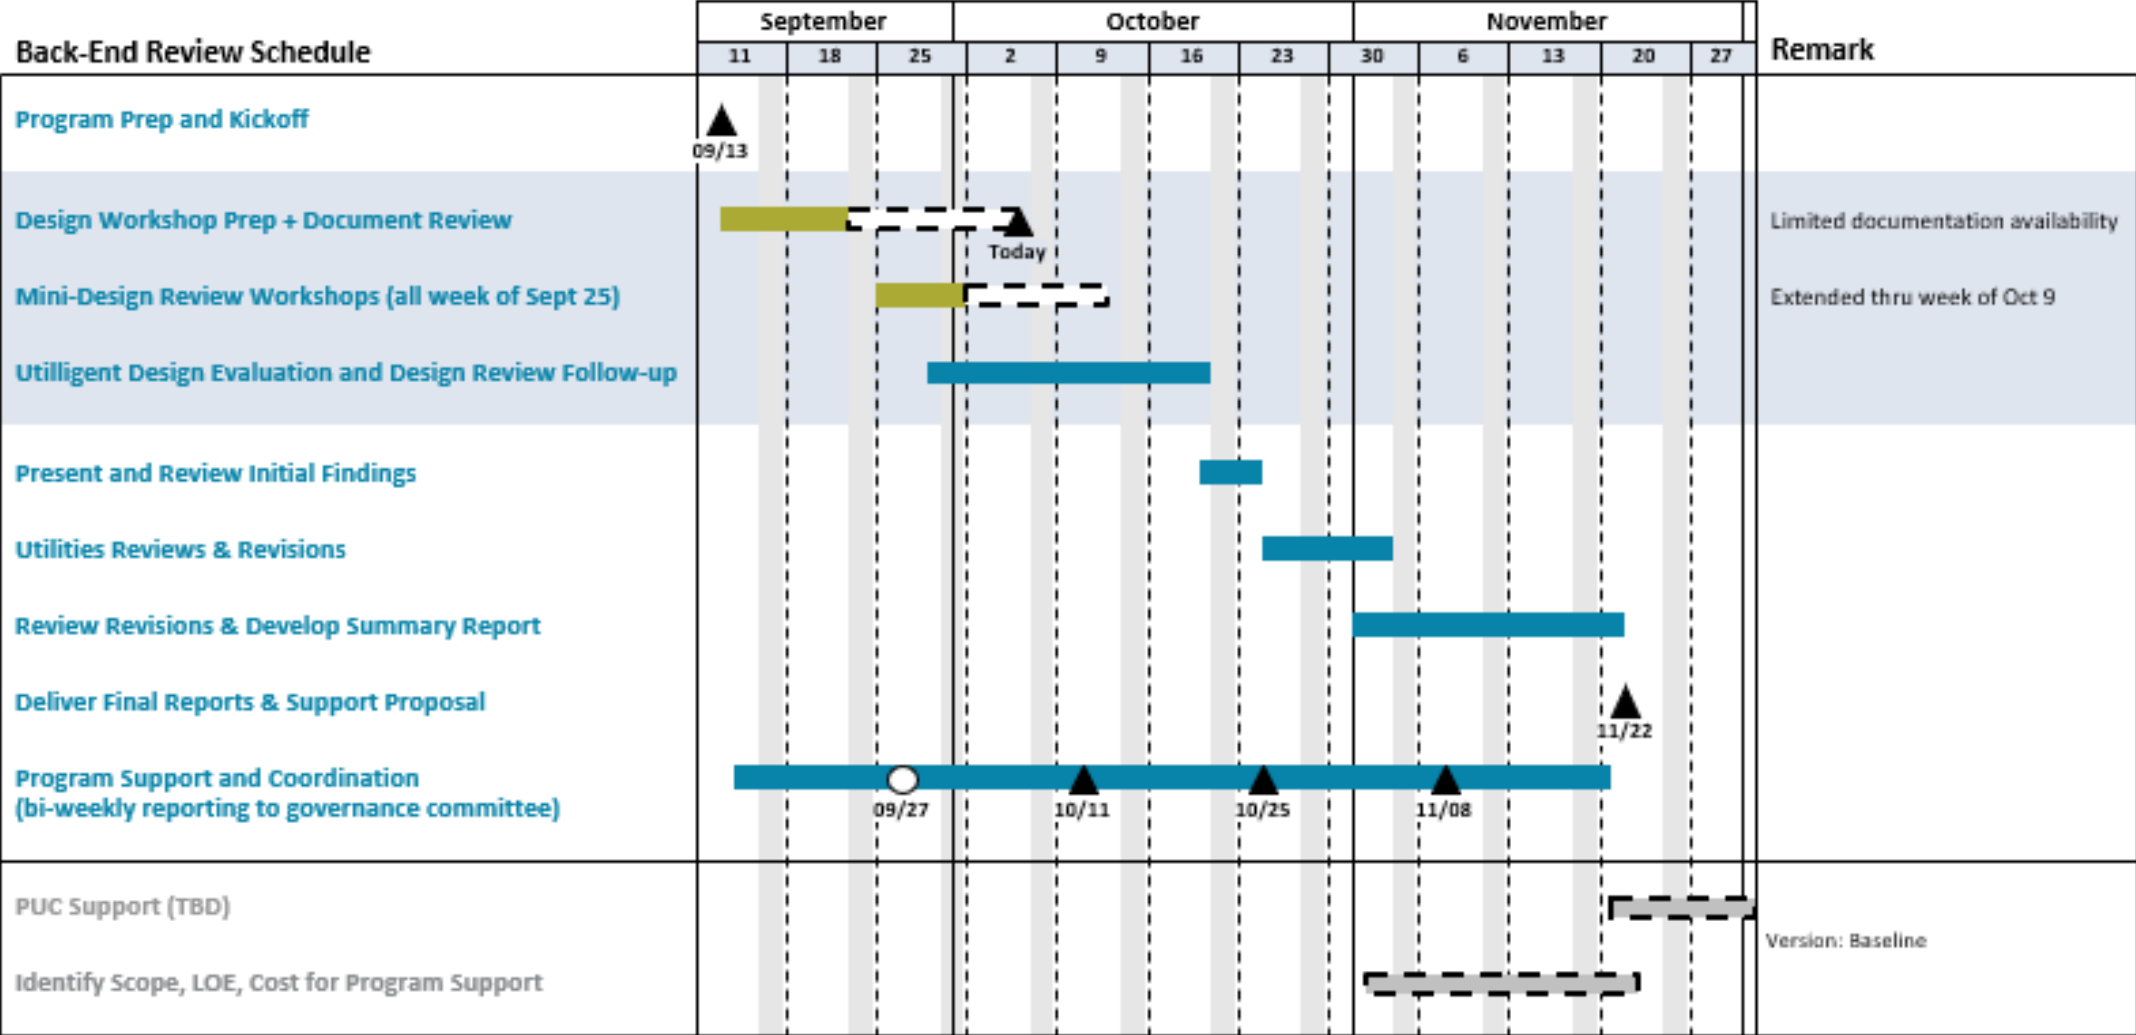 September October November
Back-End Review Schedule 11 18 25 2 9 16 23 30 6 13 20 27 Remark
Program Prep and Kickoff
09/13
Design Workshop Prep + Document Review Limited documentation availability
Today
Mini-Design Review Workshops (all week of Sept 25) Extended thru week of Oct 9
Utilligent Design Evaluation and Design Review Follow-up
Present and Review Initial Findings
Utilities Reviews & Revisions
Review Revisions & Develop Summary Report
Deliver Final Reports & Support Proposal
11/22
Program Support and Coordination
(bi-weekly reporting to governance committee) 09/27 10/11 10/25 11/08
PUC Support (TBD)
Version: Baseline
Identify Scope, LOE, Cost for Program Support